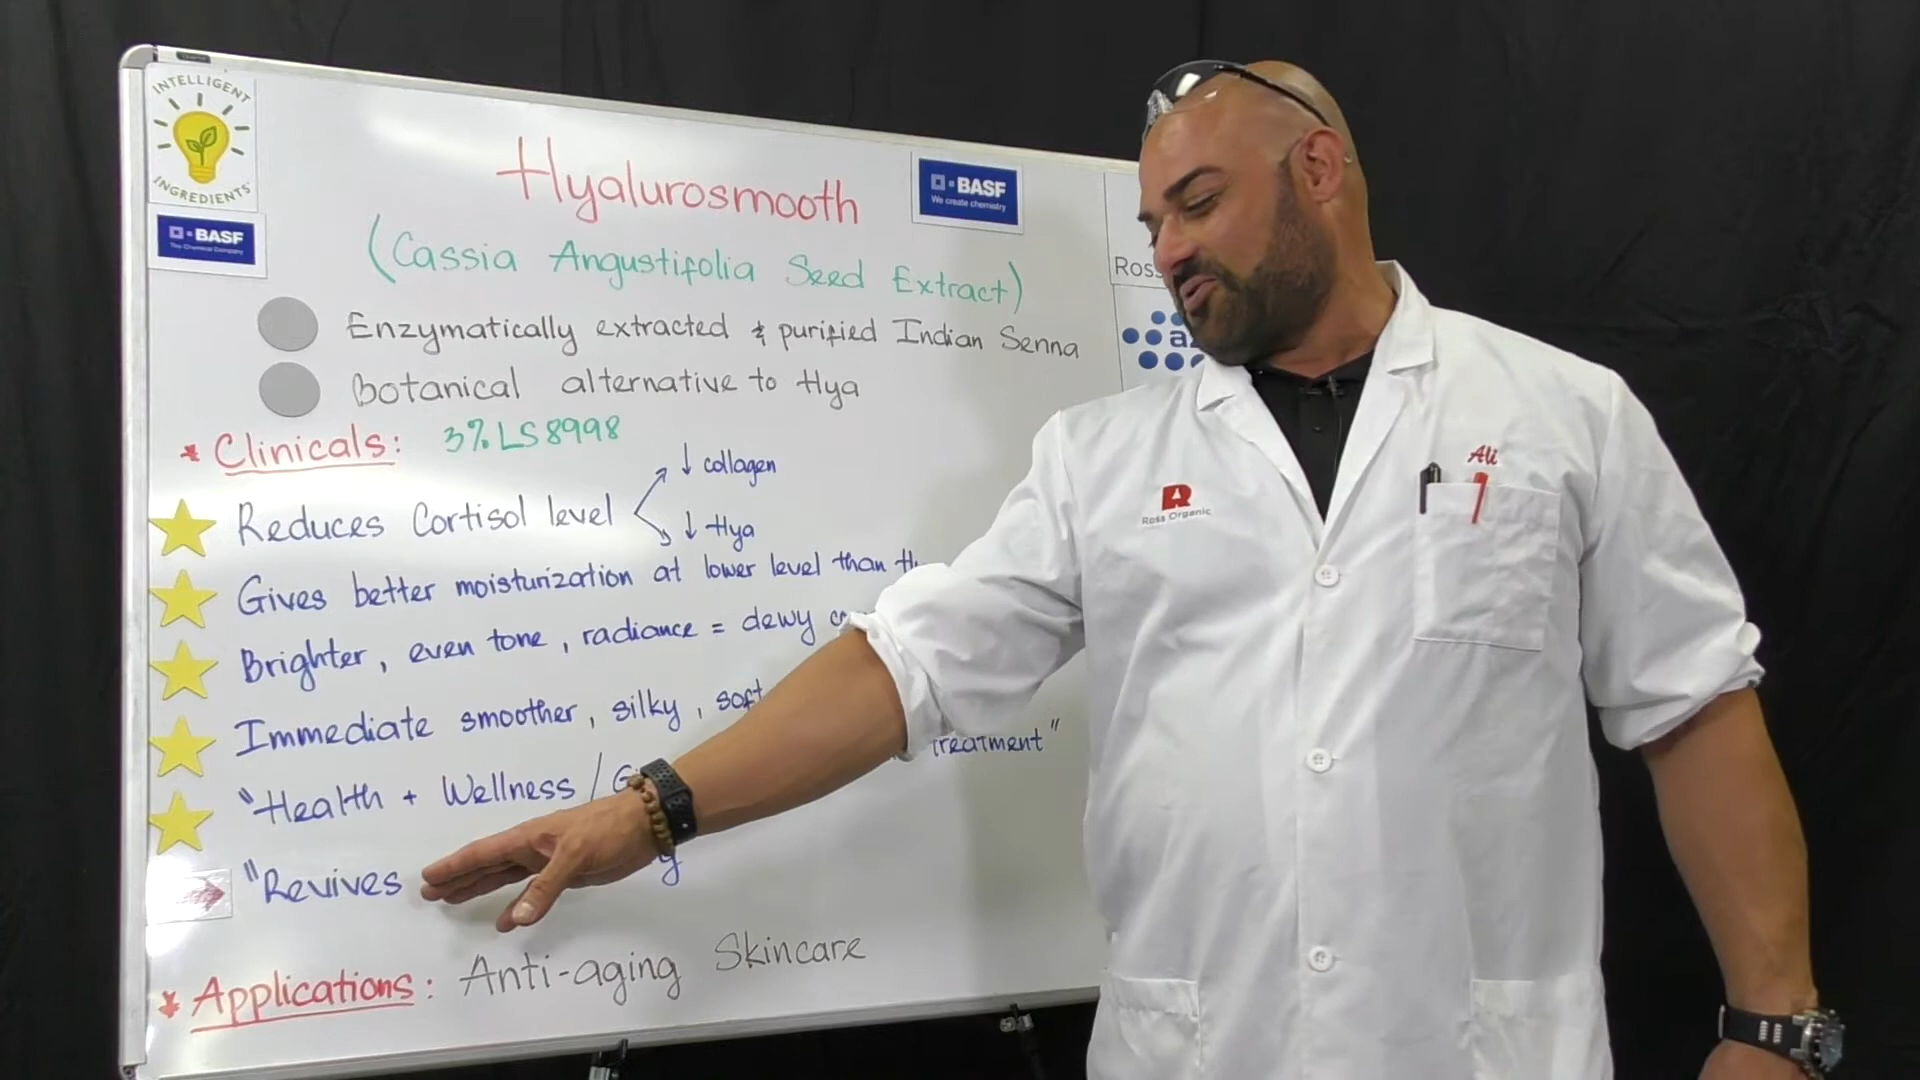 INTELLIGENT
INGREDIENTS
BASF
We create chemistry
BASF
The Chemical Company
Hyalurosmooth
(Cassia Angustifolia Seed Extract)
Enzymatically extracted & purified Indian Senna
Botanical alternative to Hya
* Clinicals: 3% LS8998
Reduces Cortisol level
↓ collagen
↓ Hya
Gives better moisturization at lower level than
Brighter, even tone, radiance = dewy
Immediate smoother, silky, soft
"Health + Wellness /
Treatment"
"Revives
* Applications: Anti-aging Skincare
Ross
Ross Organic
Ali